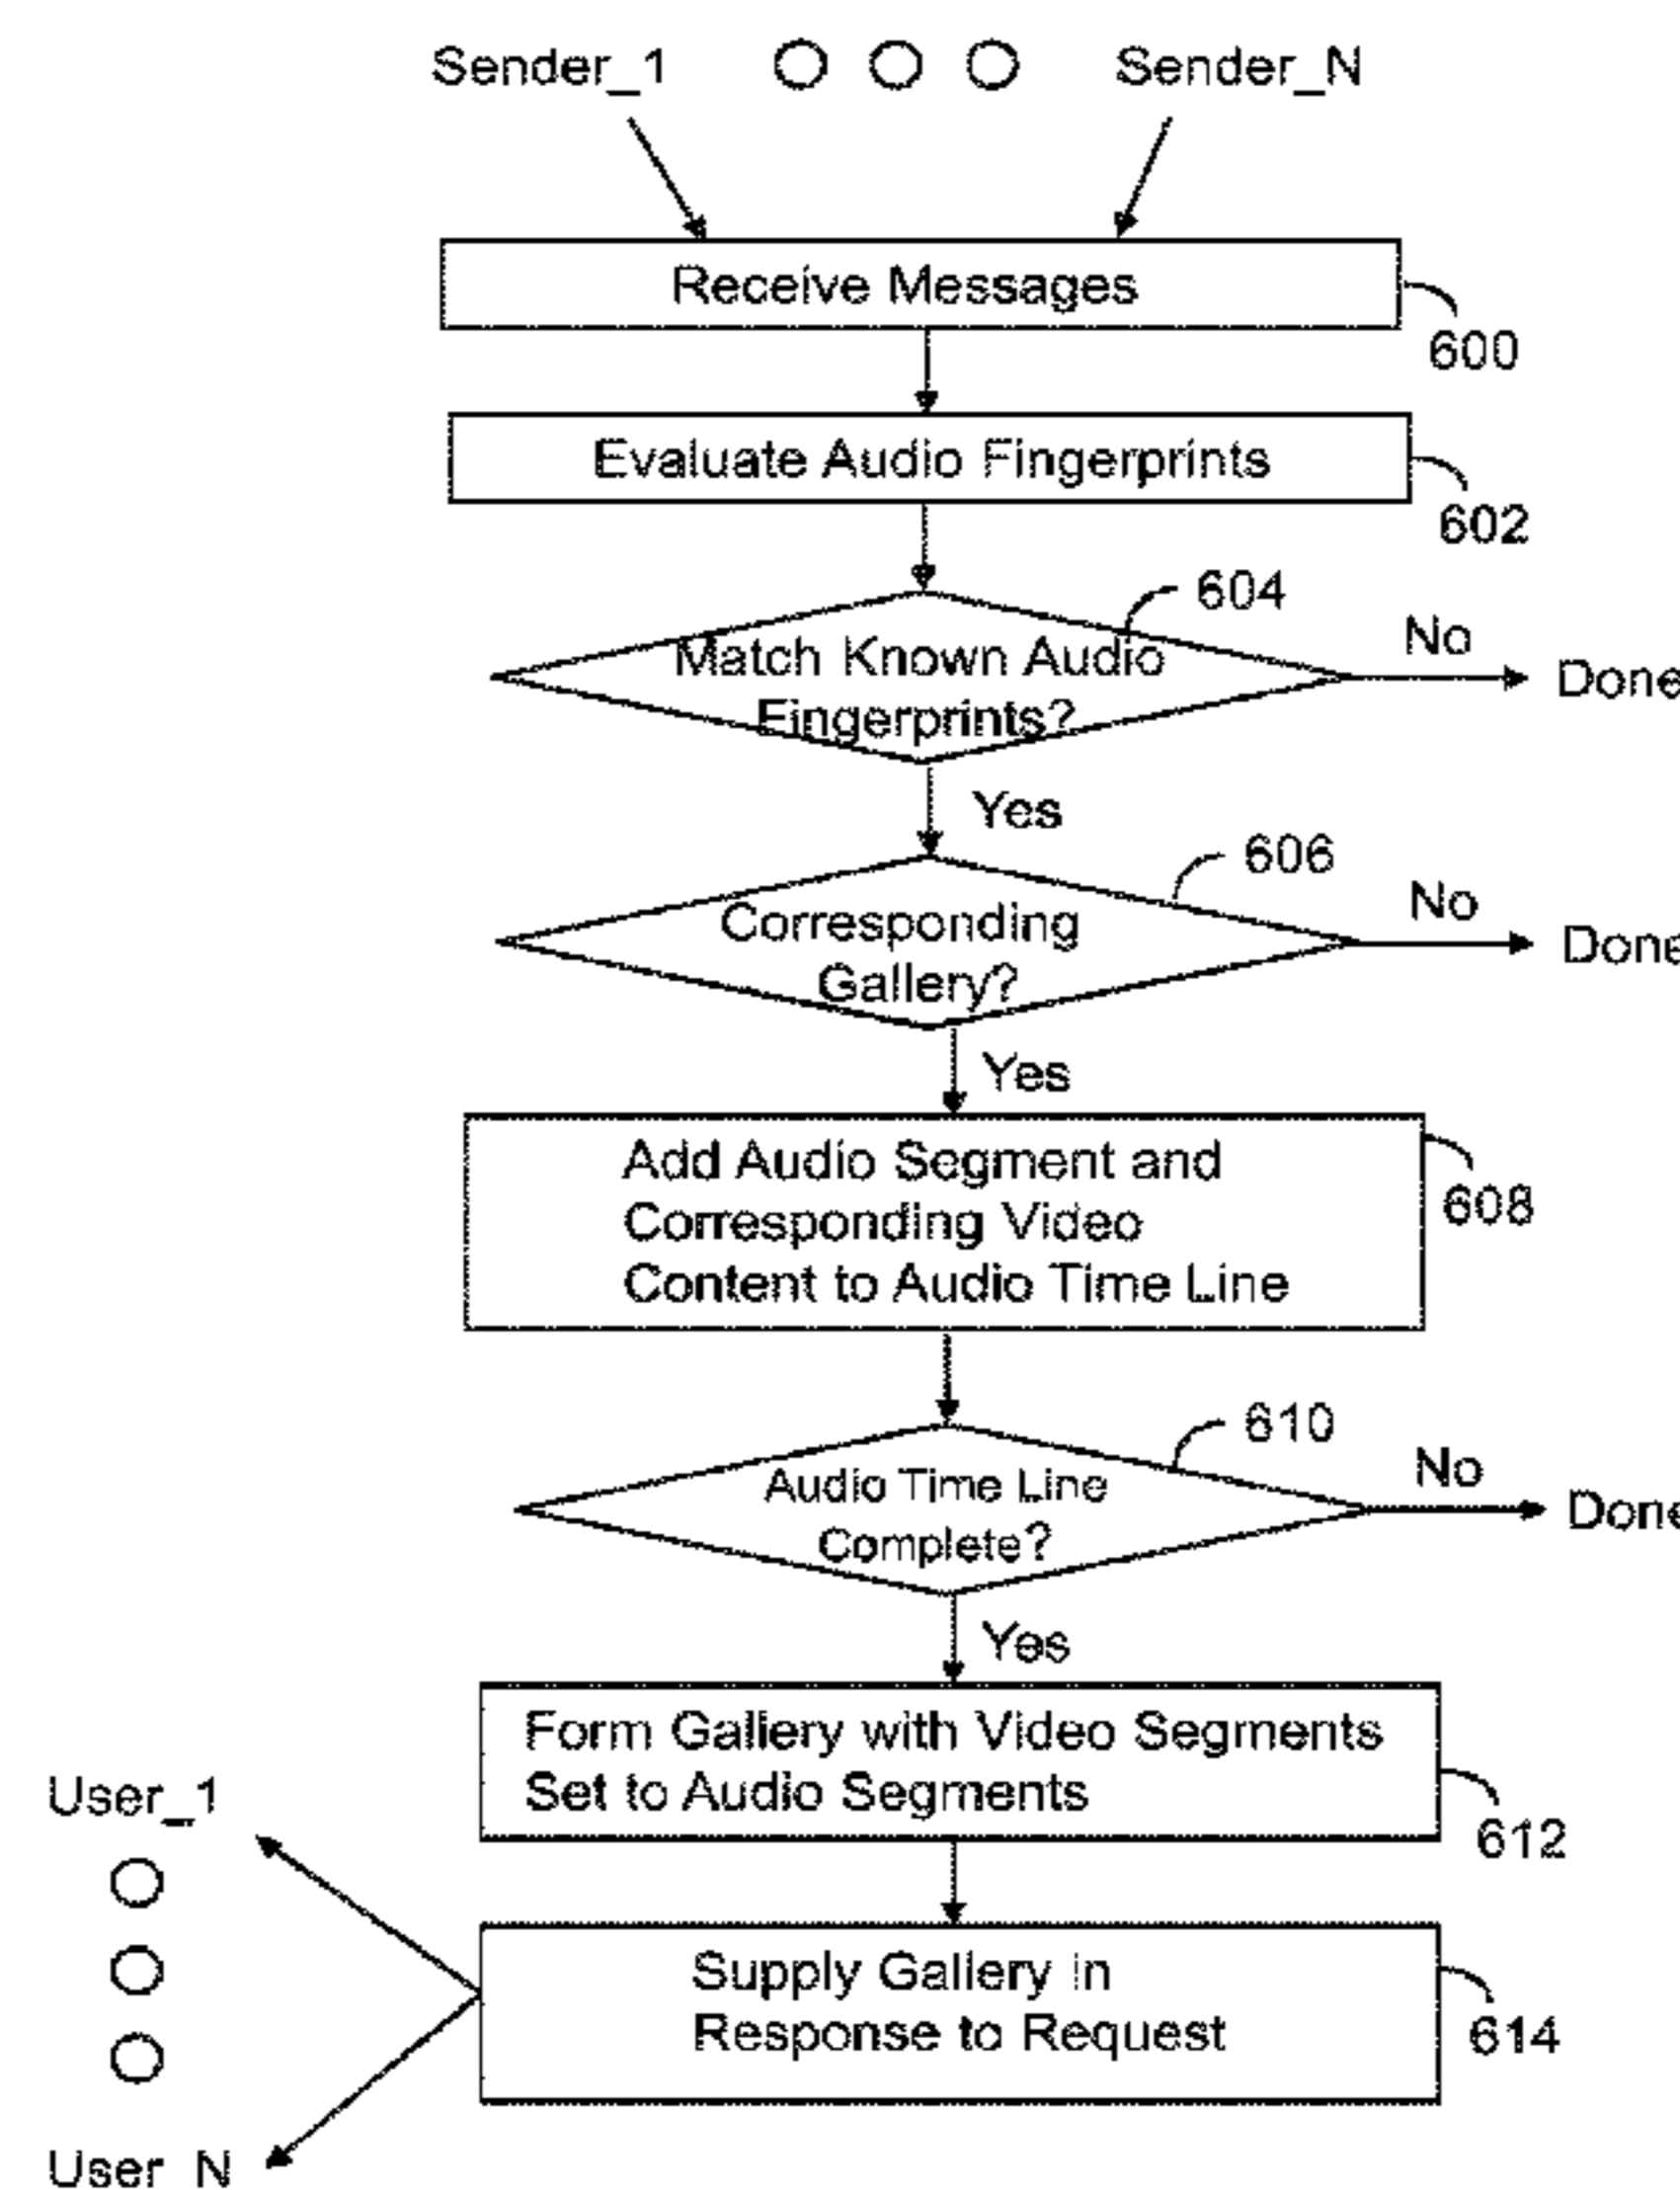 Sender_1 Sender_N
Receive Messages
600
Evaluate Audio Fingerprints
602
604
Match Known Audio
Fingerprints?
No
Done
Yes
606
Corresponding
Gallery?
No
Done
Yes
Add Audio Segment and
Corresponding Video
Content to Audio Time Line
608
610
Audio Time Line
Complete?
No
Done
Yes
Form Gallery with Video Segments
Set to Audio Segments
612
User_1
Supply Gallery in
Response to Request
614
User_N